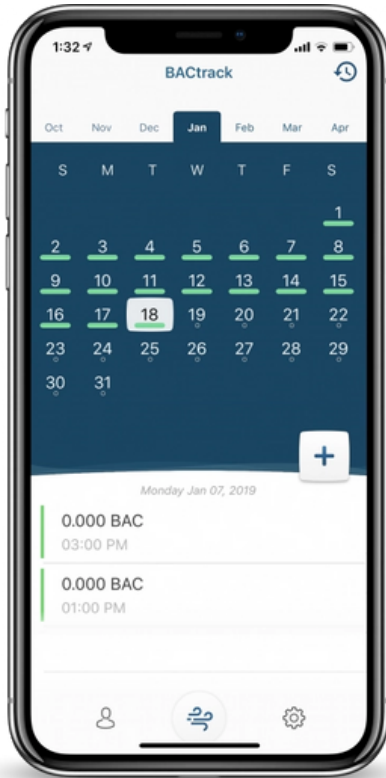 1:32
BACtrack
Oct Nov Dec Jan Feb Mar Apr
S M T W T F S
1
2 3 4 5 6 7 8
9 10 11 12 13 14 15
16 17 18 19 20 21 22
23 24 25 26 27 28 29
30 31
+
Monday Jan 07, 2019
0.000 BAC
03:00 PM
0.000 BAC
01:00 PM